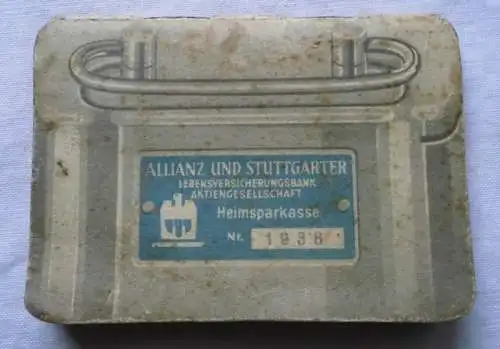 ALLIANZ UND STUTTGARTER
LEBENSVERSICHERUNGSBANK
AKTIENGESELLSCHAFT
Heimsparkasse
Nr. 1938